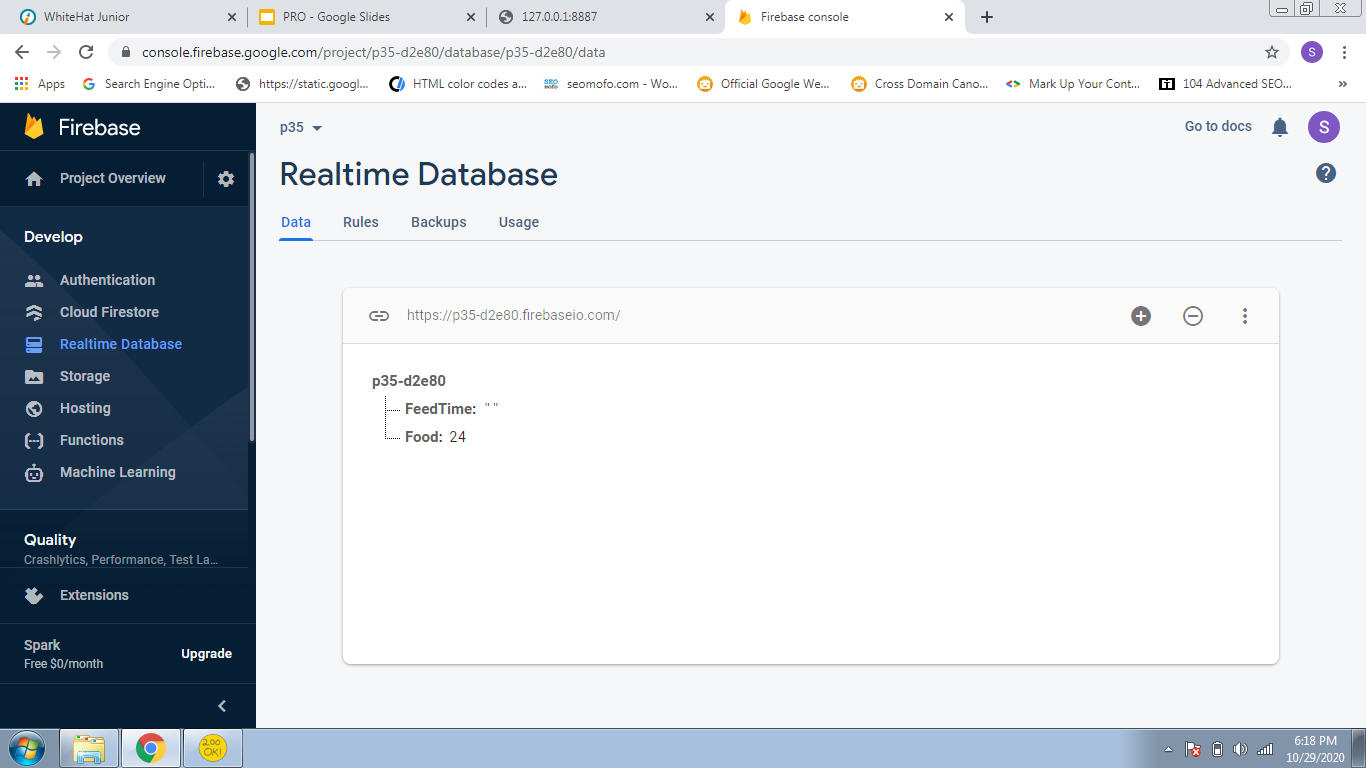 WhiteHat Junior
PRO - Google Slides
127.0.0.1:8887
Firebase console
console.firebase.google.com/project/p35-d2e80/database/p35-d2e80/data
S
Apps
Search Engine Opti...
https://static.googl...
HTML color codes a...
SEO mofo
seomofo.com - Wo...
Official Google We...
Cross Domain Cano...
Mark Up Your Cont...
104 Advanced SEO...
»
Firebase
Project Overview
Develop
Authentication
Cloud Firestore
Realtime Database
Storage
Hosting
Functions
Machine Learning
Quality
Crashlytics, Performance, Test La...
Extensions
Spark
Free $0/month
Upgrade
p35
Go to docs
S
Realtime Database
Data
Rules
Backups
Usage
https://p35-d2e80.firebaseio.com/
p35-d2e80
FeedTime: " "
Food: 24
200 OK!
6:18 PM
10/29/2020